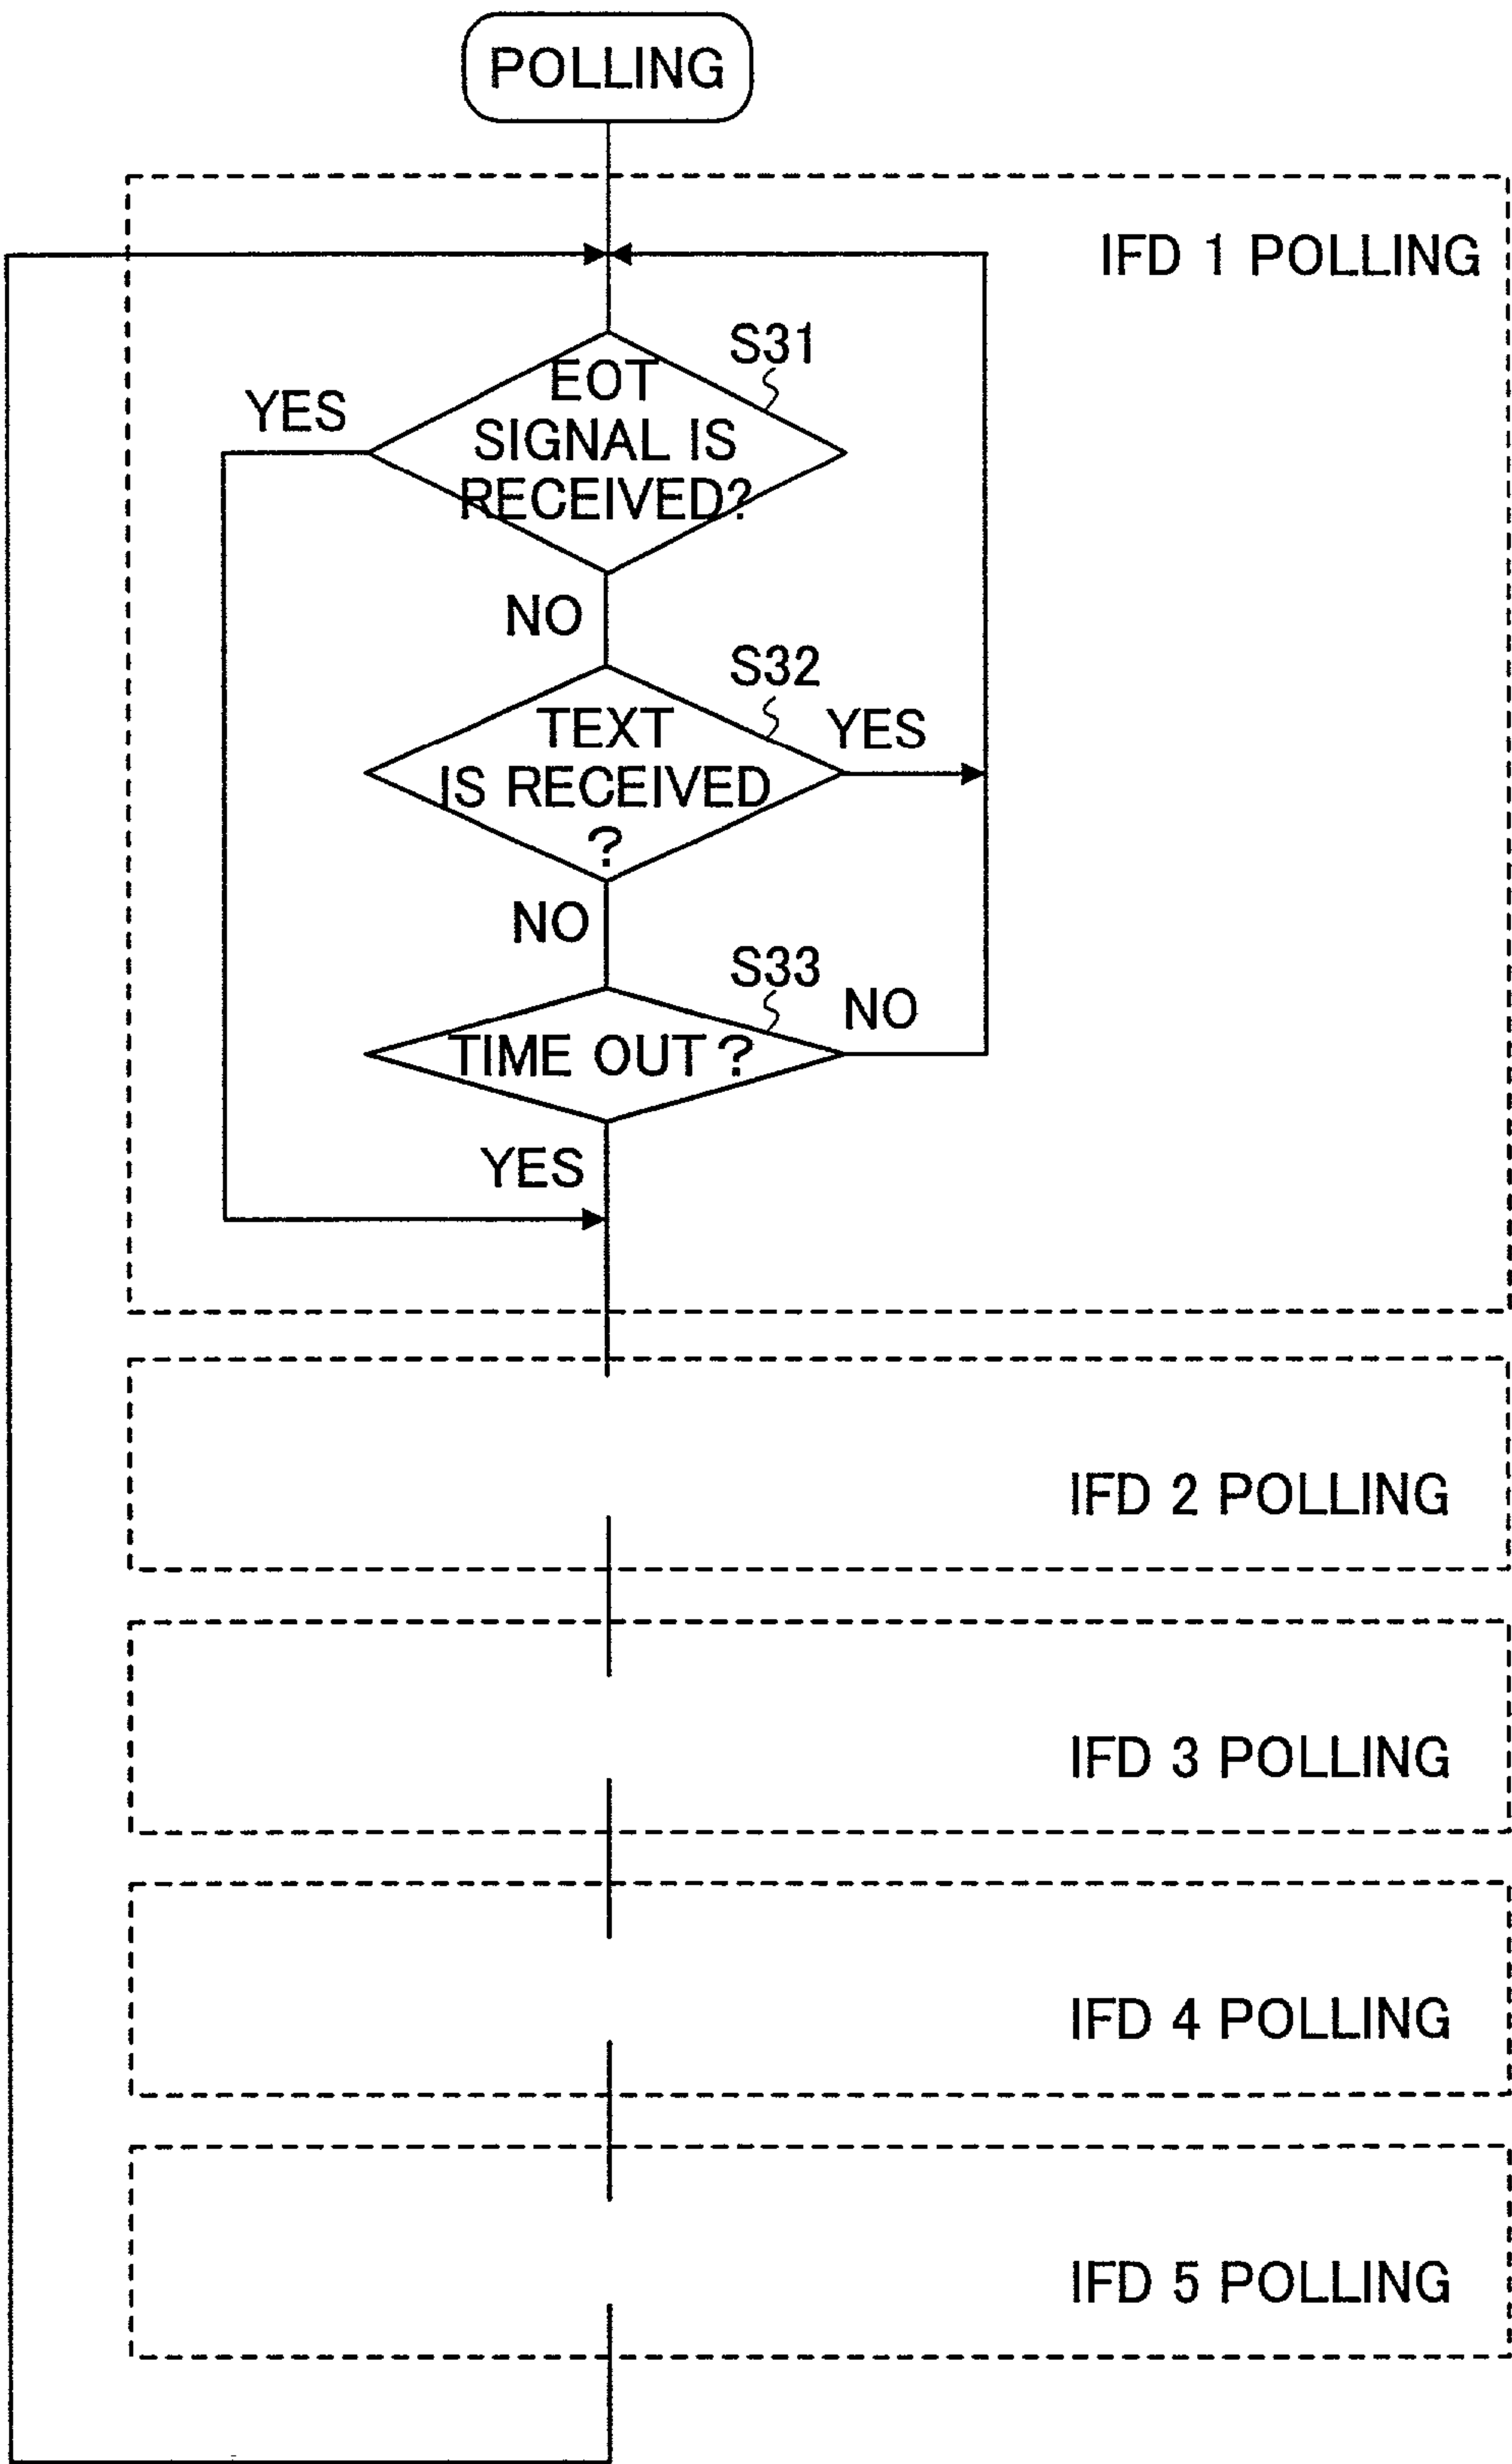 POLLING
IFD 1 POLLING
S31
YES
EOT
SIGNAL IS
RECEIVED?
NO
S32
TEXT
IS RECEIVED
?
YES
NO
S33
TIME OUT ?
NO
YES
IFD 2 POLLING
IFD 3 POLLING
IFD 4 POLLING
IFD 5 POLLING